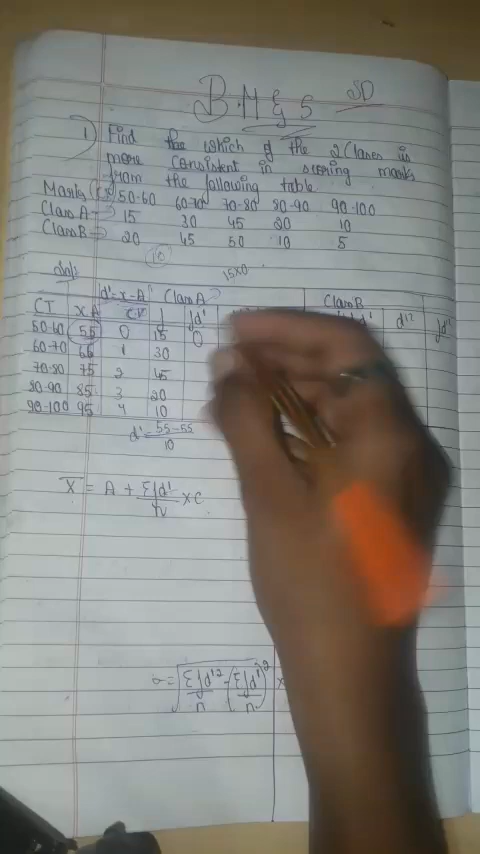 B.M & S SD
1) Find the which of the 2 Classes is
more consistent in scoring marks
from the following table.
Marks 50-60 60-70 70-80 80-90 90-100
Class A 15 30 45 20 10
Class B 20 45 50 10 5
10
15x0
Sol:
d'=x-A Class A Class B
CI X A C.I f fd' d'² fd'²
50-60 55 0 15 0
60-70 65 1 30
70-80 75 2 45
80-90 85 3 20
90-100 95 4 10
d' = 55-55
10
X = A + Σfd' x C
N
σ = √ Σfd'² - (Σfd')² x
n n